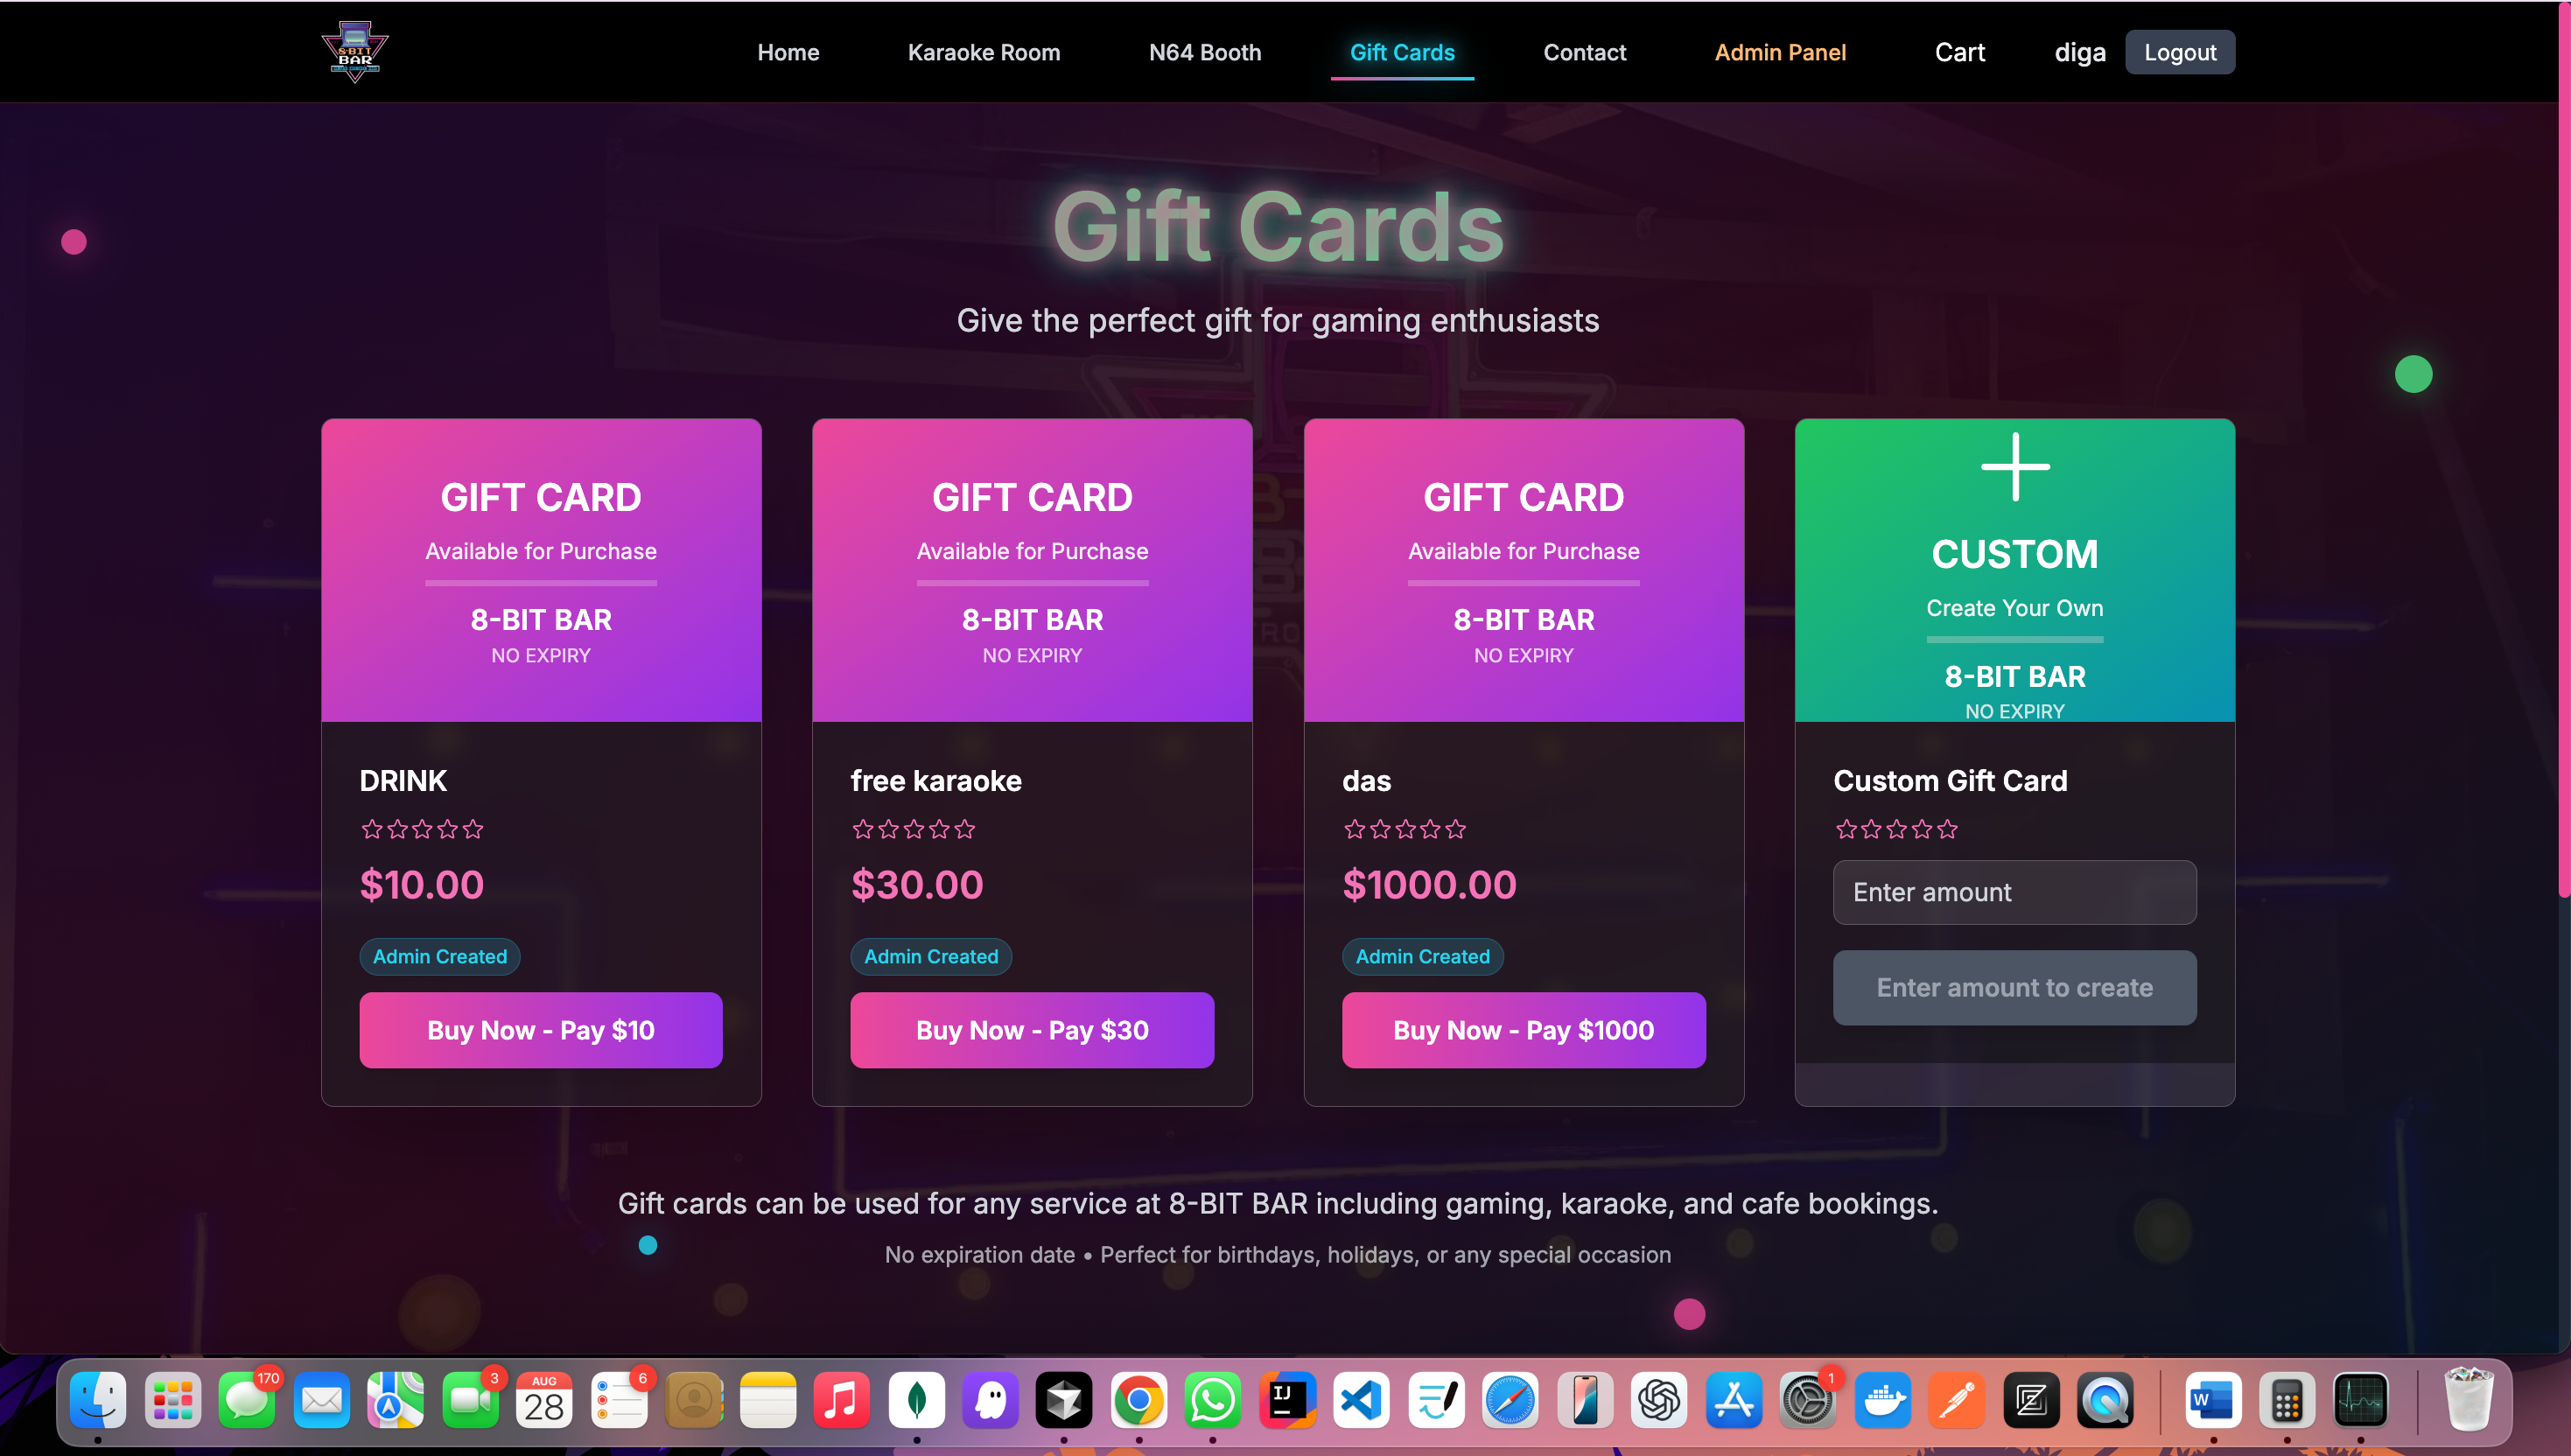 8-BIT
BAR
Home
Karaoke Room
N64 Booth
Gift Cards
Contact
Admin Panel
Cart
diga
Logout
Gift Cards
Give the perfect gift for gaming enthusiasts
GIFT CARD
Available for Purchase
8-BIT BAR
NO EXPIRY
DRINK
$10.00
Admin Created
Buy Now - Pay $10
GIFT CARD
Available for Purchase
8-BIT BAR
NO EXPIRY
free karaoke
$30.00
Admin Created
Buy Now - Pay $30
GIFT CARD
Available for Purchase
8-BIT BAR
NO EXPIRY
das
$1000.00
Admin Created
Buy Now - Pay $1000
CUSTOM
Create Your Own
8-BIT BAR
NO EXPIRY
Custom Gift Card
Enter amount
Enter amount to create
Gift cards can be used for any service at 8-BIT BAR including gaming, karaoke, and cafe bookings.
No expiration date • Perfect for birthdays, holidays, or any special occasion
170
3
AUG
28
6
IJ
1
W